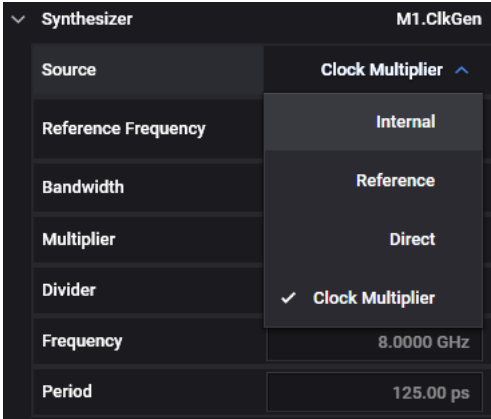 Synthesizer M1.ClkGen
Source Clock Multiplier
Internal
Reference Frequency
Reference
Bandwidth
Multiplier Direct
Divider Clock Multiplier
Frequency 8.0000 GHz
Period 125.00 ps